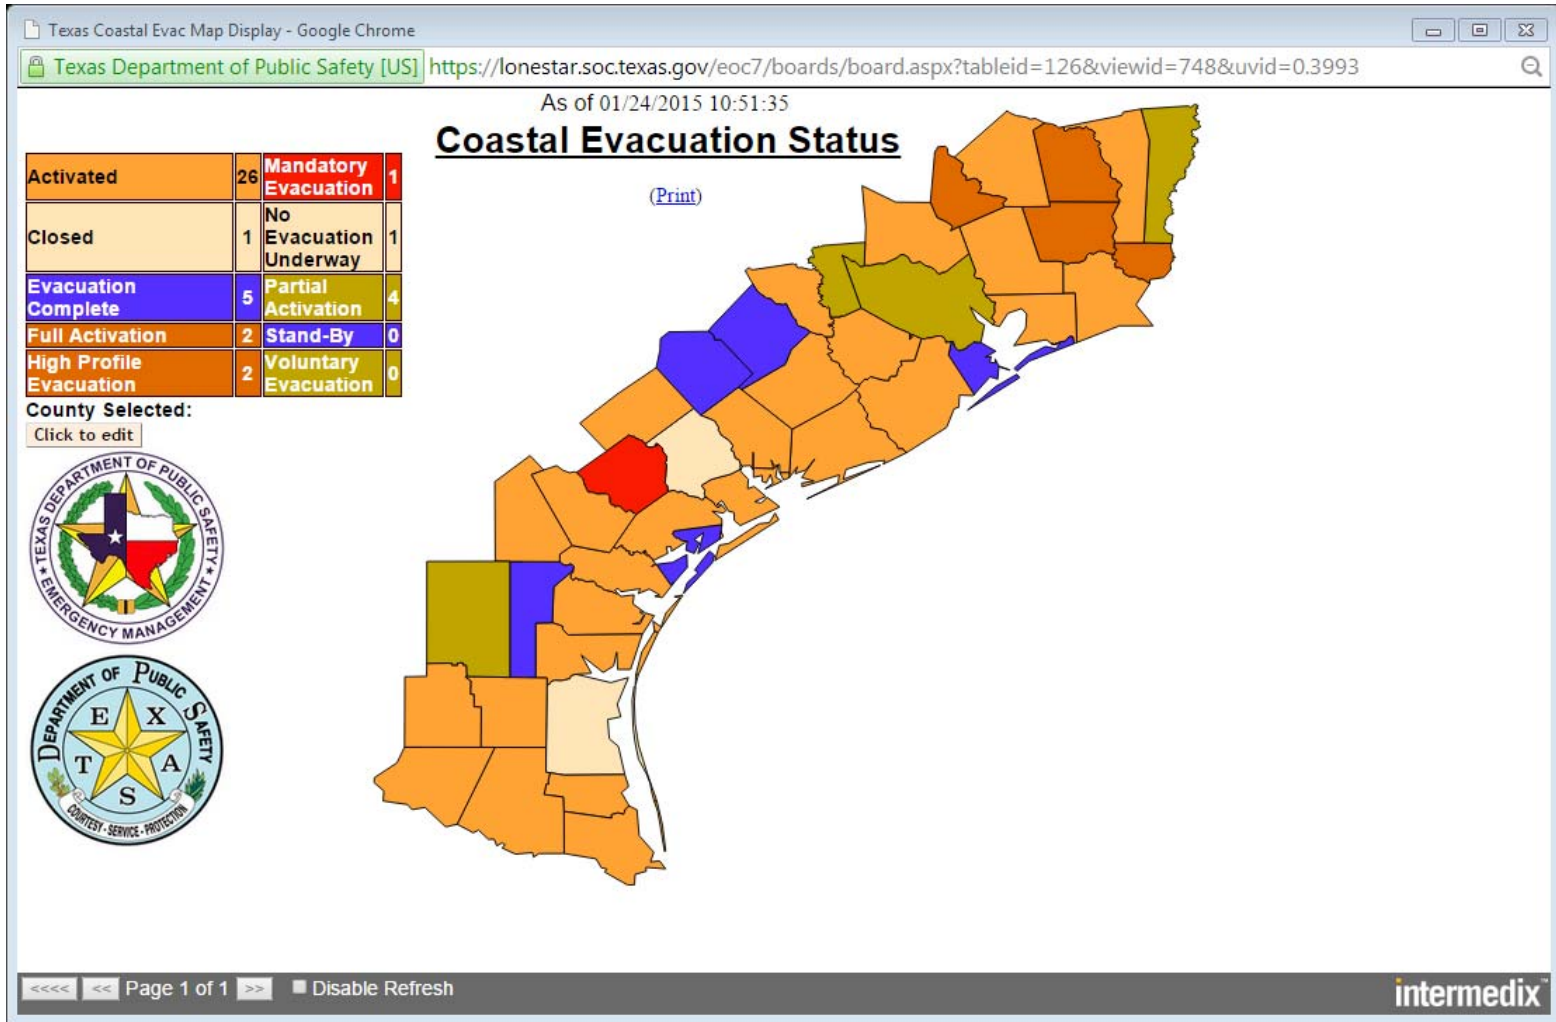 Texas Coastal Evac Map Display - Google Chrome
Texas Department of Public Safety [US] https://lonestar.soc.texas.gov/eoc7/boards/board.aspx?tableid=126&viewid=748&uvid=0.3993
As of 01/24/2015 10:51:35
Coastal Evacuation Status
(Print)
Activated 26 Mandatory
Evacuation 1
Closed 1 No
Evacuation
Underway 1
Evacuation
Complete 5 Partial
Activation 4
Full Activation 2 Stand-By 0
High Profile
Evacuation 2 Voluntary
Evacuation 0
County Selected:
Click to edit
TEXAS DEPARTMENT OF PUBLIC SAFETY
EMERGENCY MANAGEMENT
DEPARTMENT OF PUBLIC SAFETY
TEXAS
COURTESY - SERVICE - PROTECTION
<<<< << Page 1 of 1 >> Disable Refresh
intermedix™